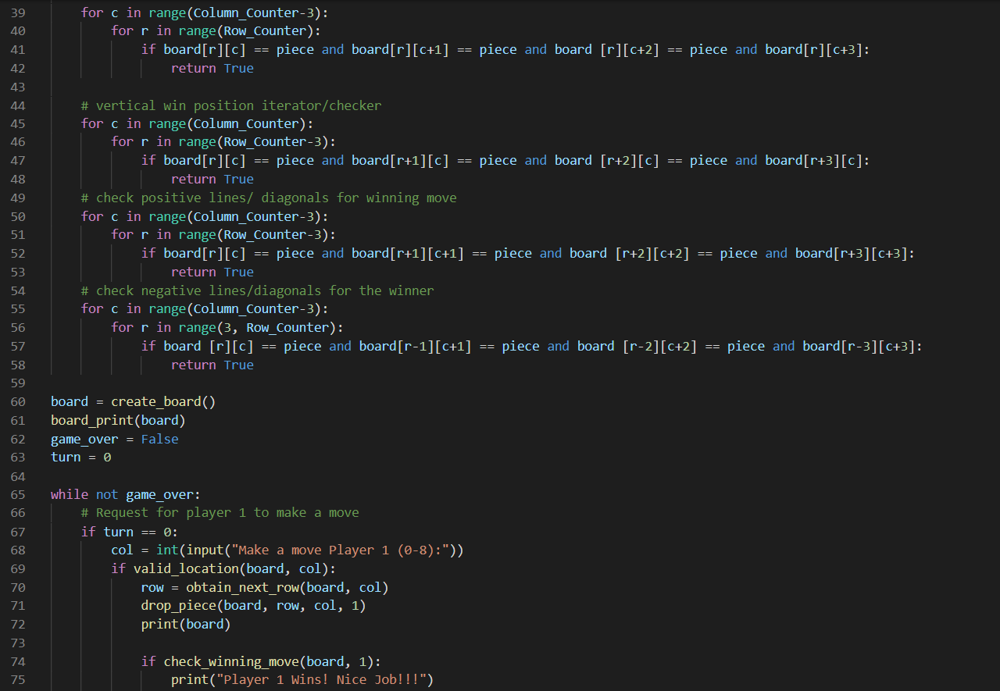 39 for c in range(Column_Counter-3):
40 for r in range(Row_Counter):
41 if board[r][c] == piece and board[r][c+1] == piece and board [r][c+2] == piece and board[r][c+3]:
42 return True
43
44 # vertical win position iterator/checker
45 for c in range(Column_Counter):
46 for r in range(Row_Counter-3):
47 if board[r][c] == piece and board[r+1][c] == piece and board [r+2][c] == piece and board[r+3][c]:
48 return True
49 # check positive lines/ diagonals for winning move
50 for c in range(Column_Counter-3):
51 for r in range(Row_Counter-3):
52 if board[r][c] == piece and board[r+1][c+1] == piece and board [r+2][c+2] == piece and board[r+3][c+3]:
53 return True
54 # check negative lines/diagonals for the winner
55 for c in range(Column_Counter-3):
56 for r in range(3, Row_Counter):
57 if board [r][c] == piece and board[r-1][c+1] == piece and board [r-2][c+2] == piece and board[r-3][c+3]:
58 return True
59
60 board = create_board()
61 board_print(board)
62 game_over = False
63 turn = 0
64
65 while not game_over:
66 # Request for player 1 to make a move
67 if turn == 0:
68 col = int(input("Make a move Player 1 (0-8):"))
69 if valid_location(board, col):
70 row = obtain_next_row(board, col)
71 drop_piece(board, row, col, 1)
72 print(board)
73
74 if check_winning_move(board, 1):
75 print("Player 1 Wins! Nice Job!!!")